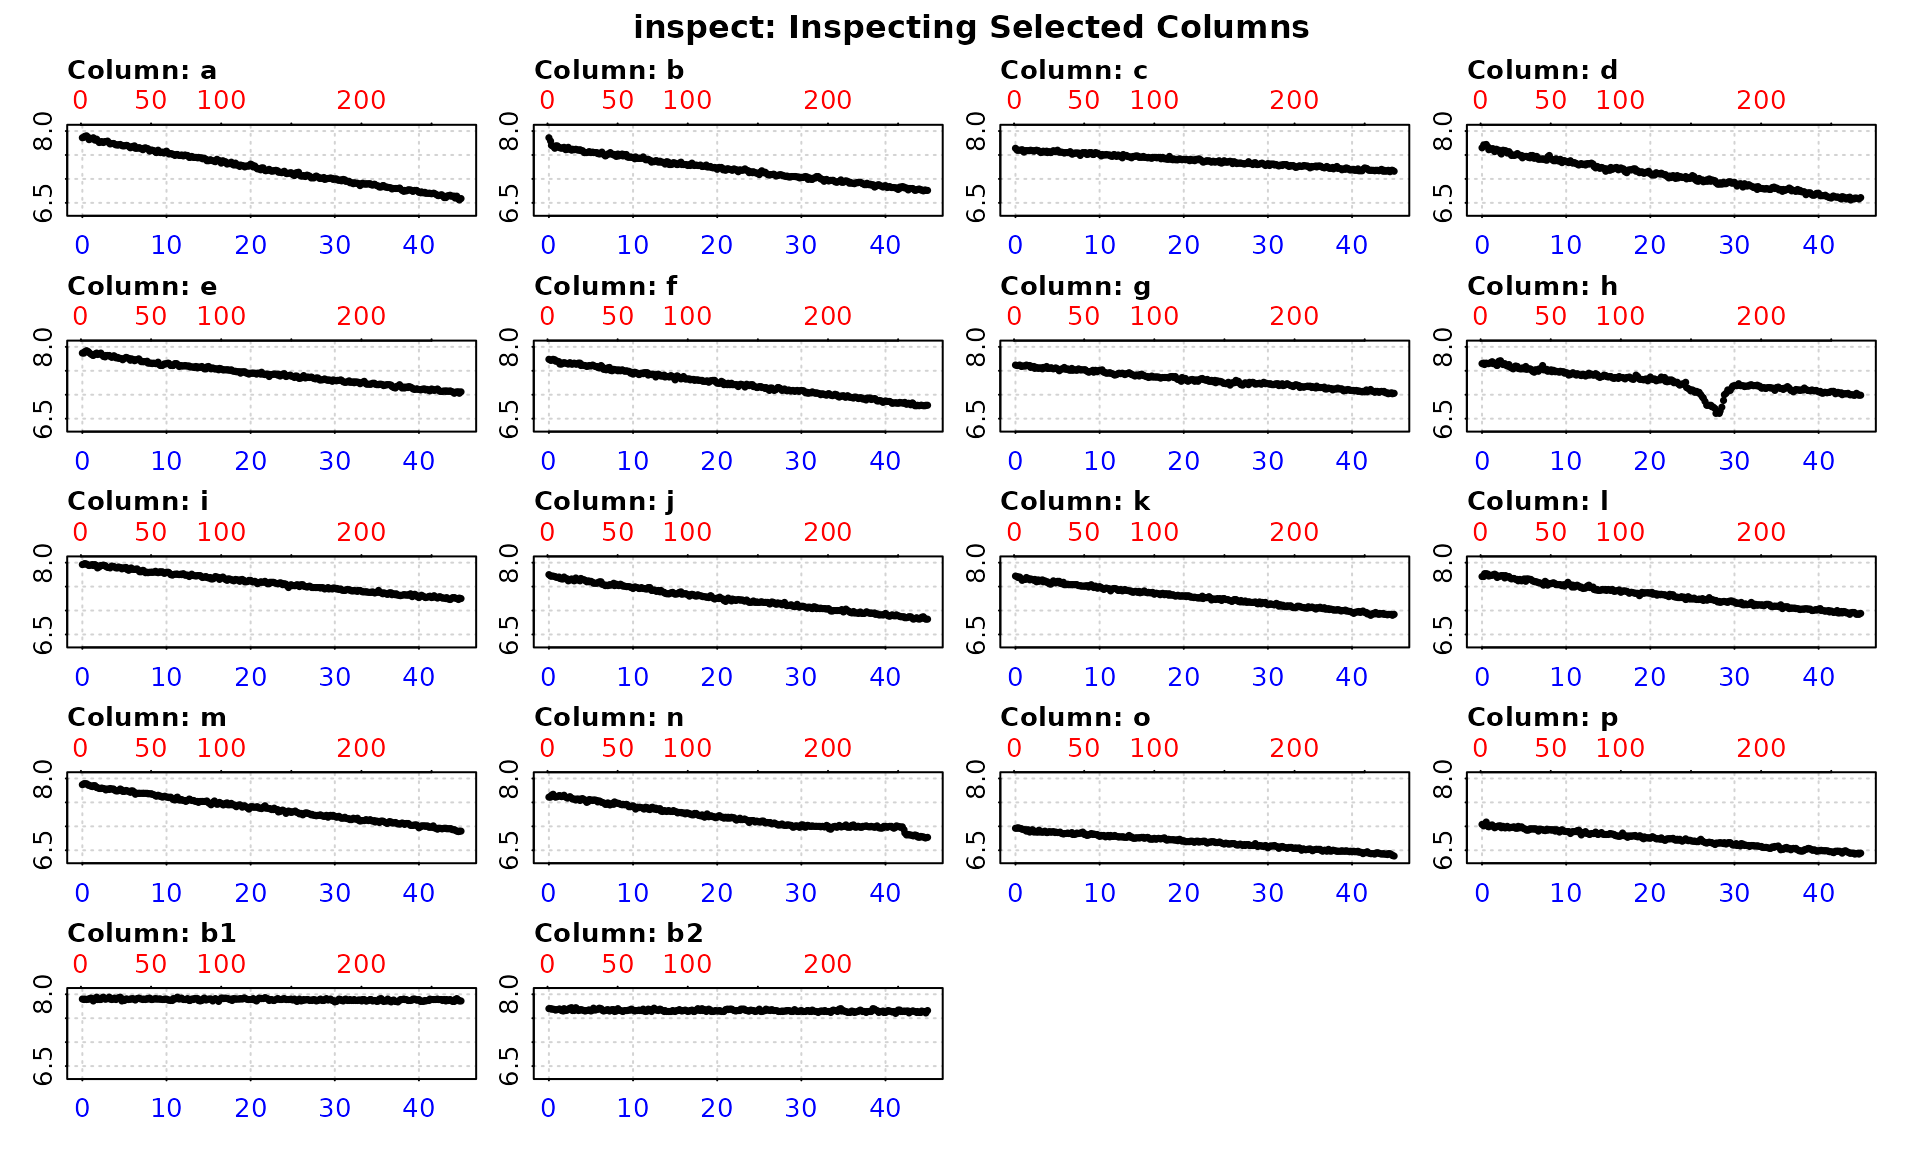 inspect: Inspecting Selected Columns
Column: a Column: b Column: c Column: d
0 50 100 200 0 50 100 200 0 50 100 200 0 50 100 200
8.0 8.0 8.0 8.0
6.5 6.5 6.5 6.5
0 10 20 30 40 0 10 20 30 40 0 10 20 30 40 0 10 20 30 40
Column: e Column: f Column: g Column: h
0 50 100 200 0 50 100 200 0 50 100 200 0 50 100 200
8.0 8.0 8.0 8.0
6.5 6.5 6.5 6.5
0 10 20 30 40 0 10 20 30 40 0 10 20 30 40 0 10 20 30 40
Column: i Column: j Column: k Column: l
0 50 100 200 0 50 100 200 0 50 100 200 0 50 100 200
8.0 8.0 8.0 8.0
6.5 6.5 6.5 6.5
0 10 20 30 40 0 10 20 30 40 0 10 20 30 40 0 10 20 30 40
Column: m Column: n Column: o Column: p
0 50 100 200 0 50 100 200 0 50 100 200 0 50 100 200
8.0 8.0 8.0 8.0
6.5 6.5 6.5 6.5
0 10 20 30 40 0 10 20 30 40 0 10 20 30 40 0 10 20 30 40
Column: b1 Column: b2
0 50 100 200 0 50 100 200
8.0 8.0
6.5 6.5
0 10 20 30 40 0 10 20 30 40